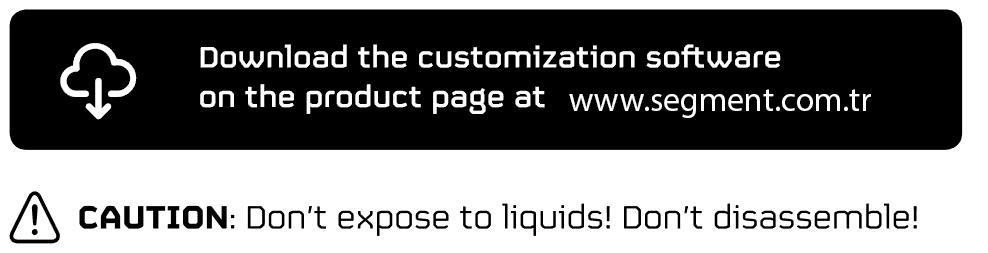 Download the customization software
on the product page at www.segment.com.tr
CAUTION: Don't expose to liquids! Don't disassemble!